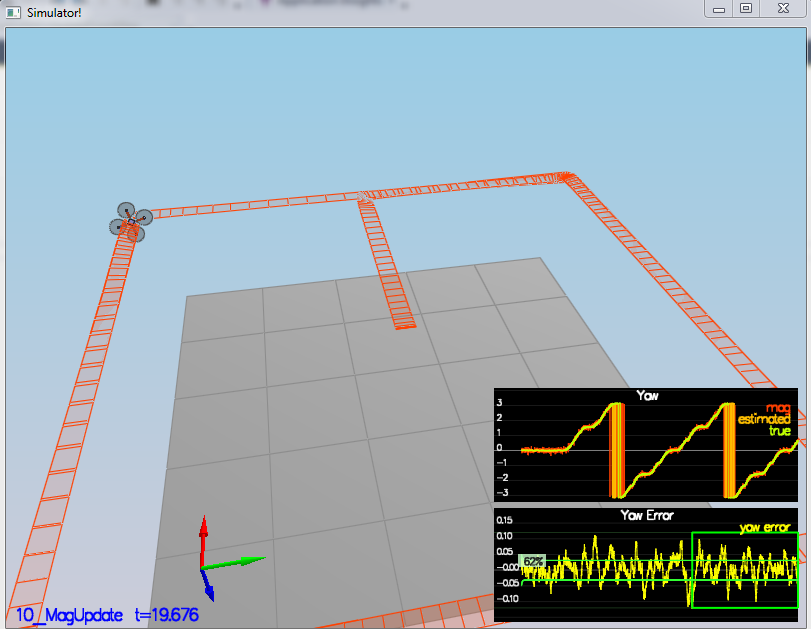 Simulator!
Yaw
3
mag
2
estimated
1
true
0
-1
-2
-3
Yaw Error
0.15
yaw error
0.10
0.05
62%
-0.00
-0.05
-0.10
10_MagUpdate t=19.676